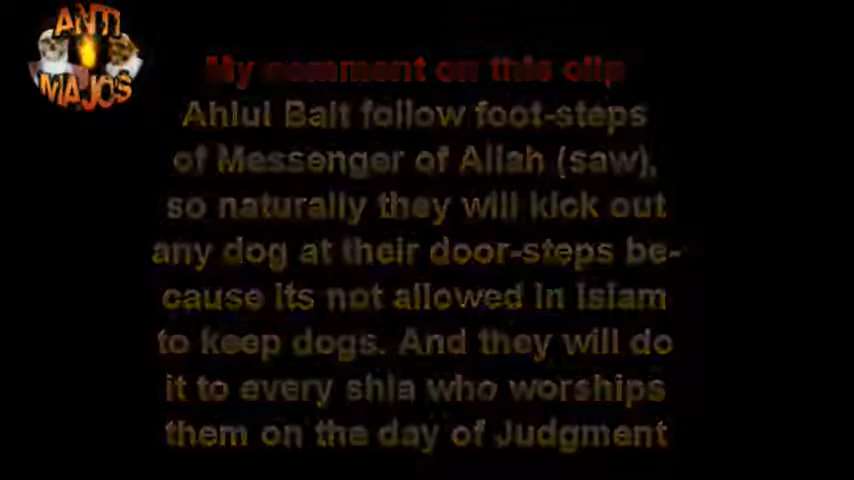 ANTI
MAJOS
My comment on this clip
Ahlul Bait follow foot-steps
of Messenger of Allah (saw),
so naturally they will kick out
any dog at their door-steps be-
cause its not allowed in Islam
to keep dogs. And they will do
it to every shia who worships
them on the day of Judgment